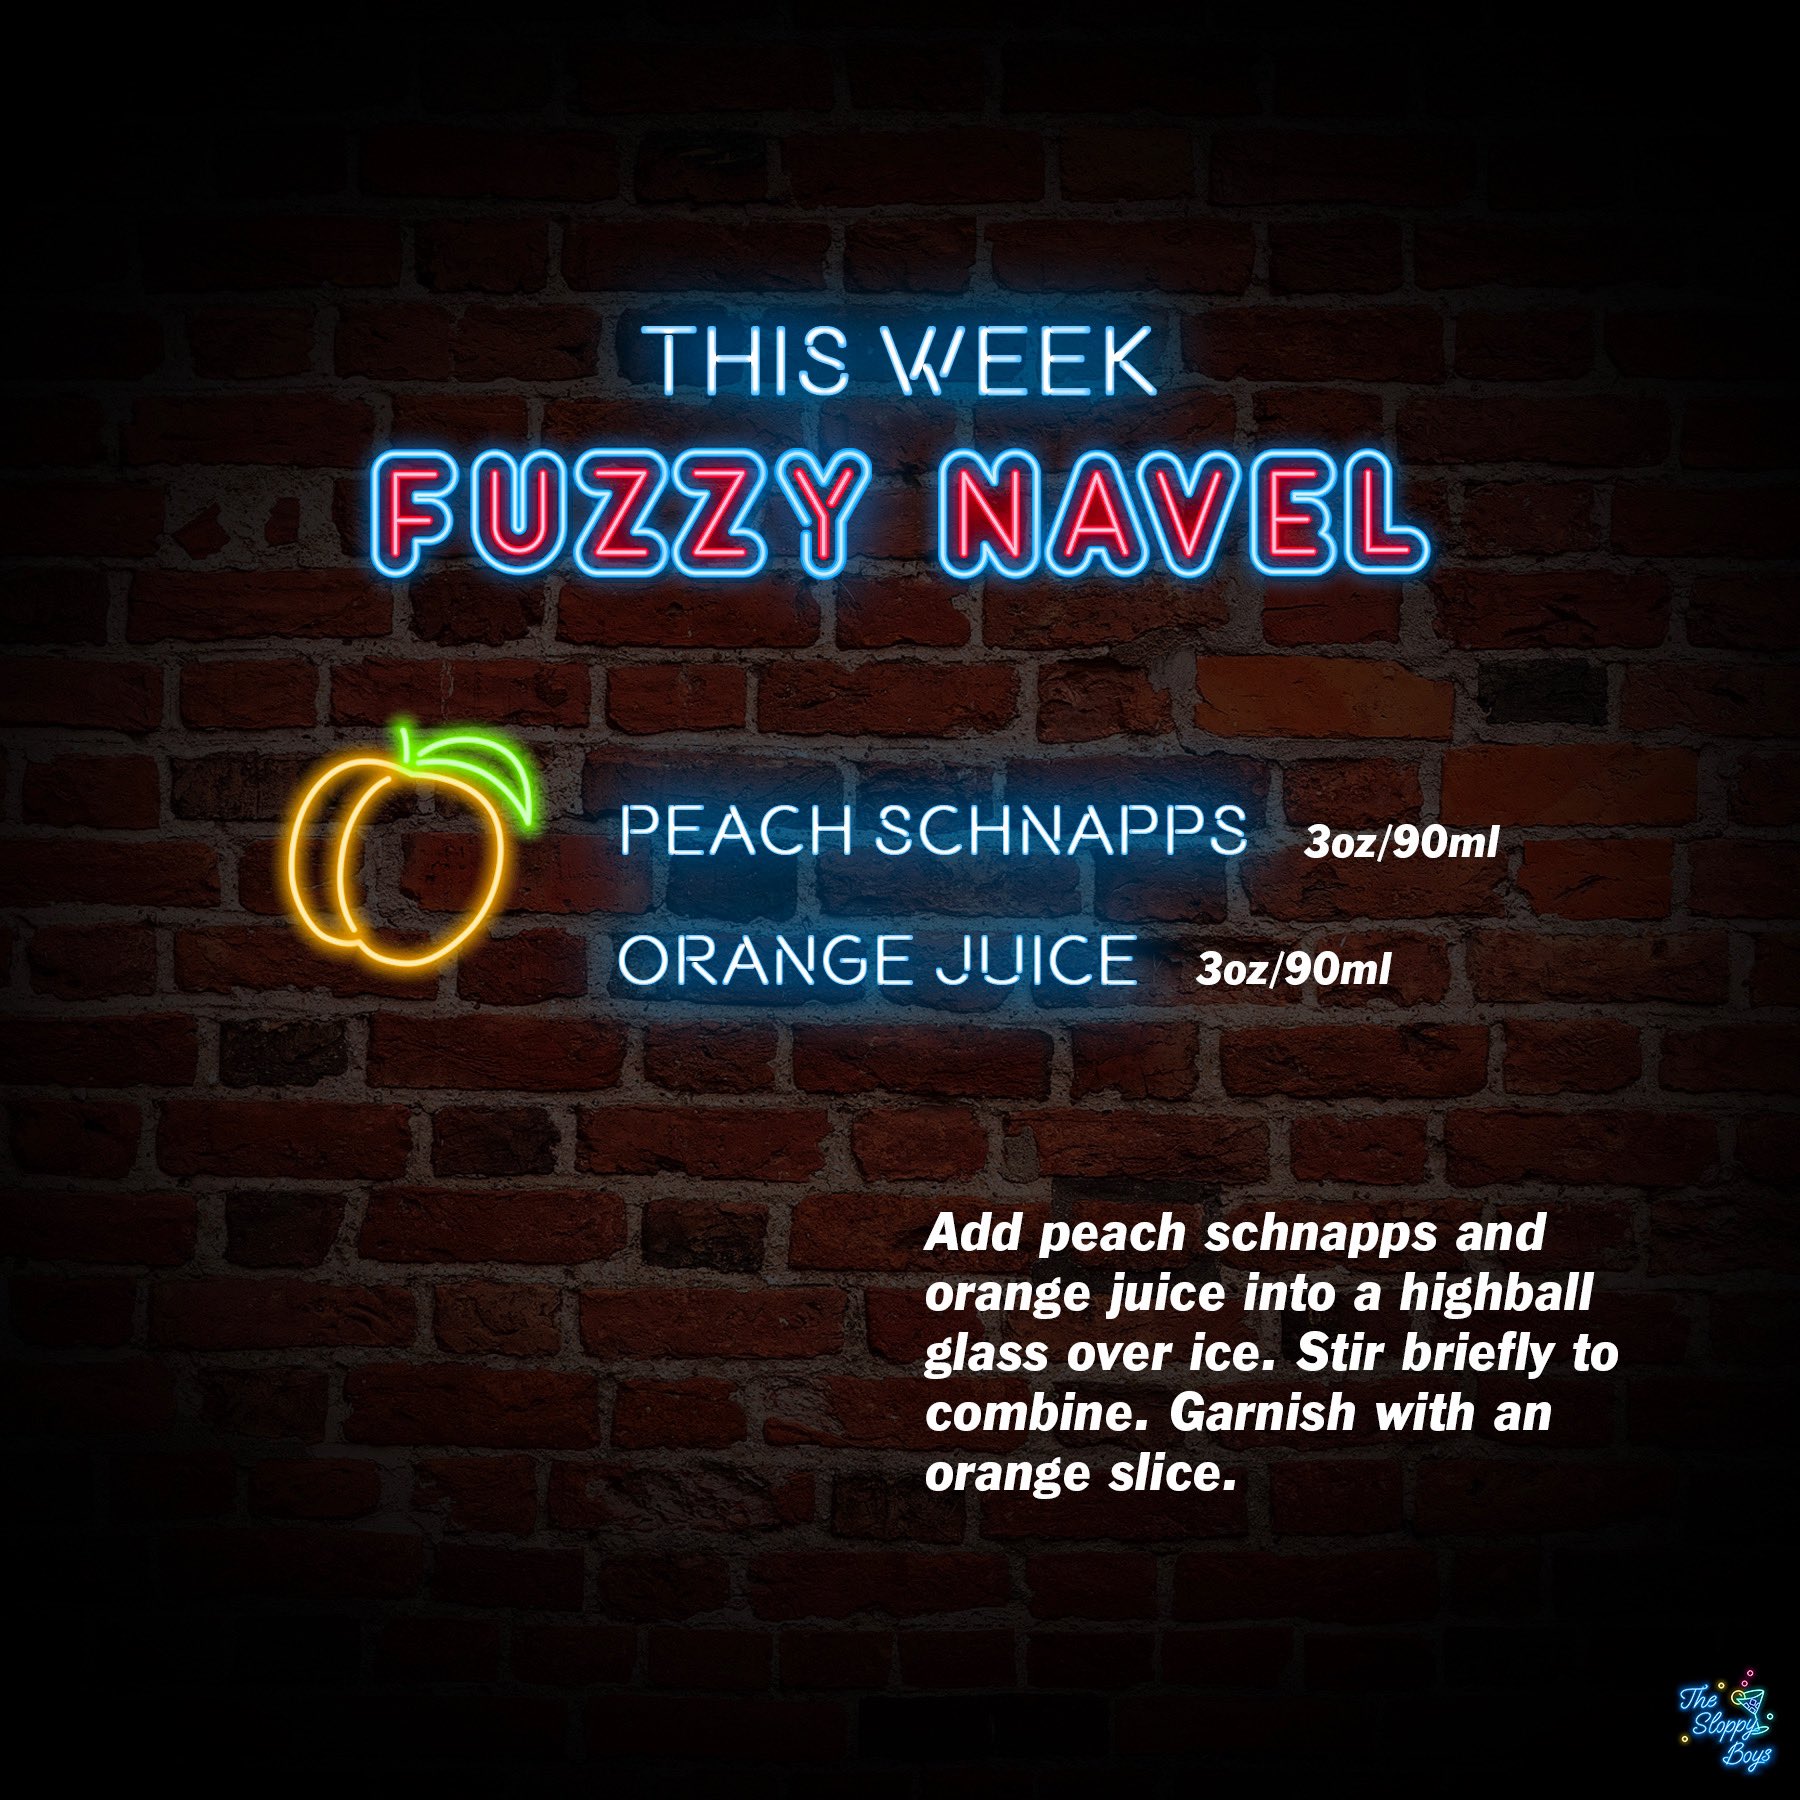 THIS WEEK
FUZZY NAVEL
PEACH SCHNAPPS 3oz/90ml
ORANGE JUICE 3oz/90ml
Add peach schnapps and
orange juice into a highball
glass over ice. Stir briefly to
combine. Garnish with an
orange slice.
The
Sloppy
Boys